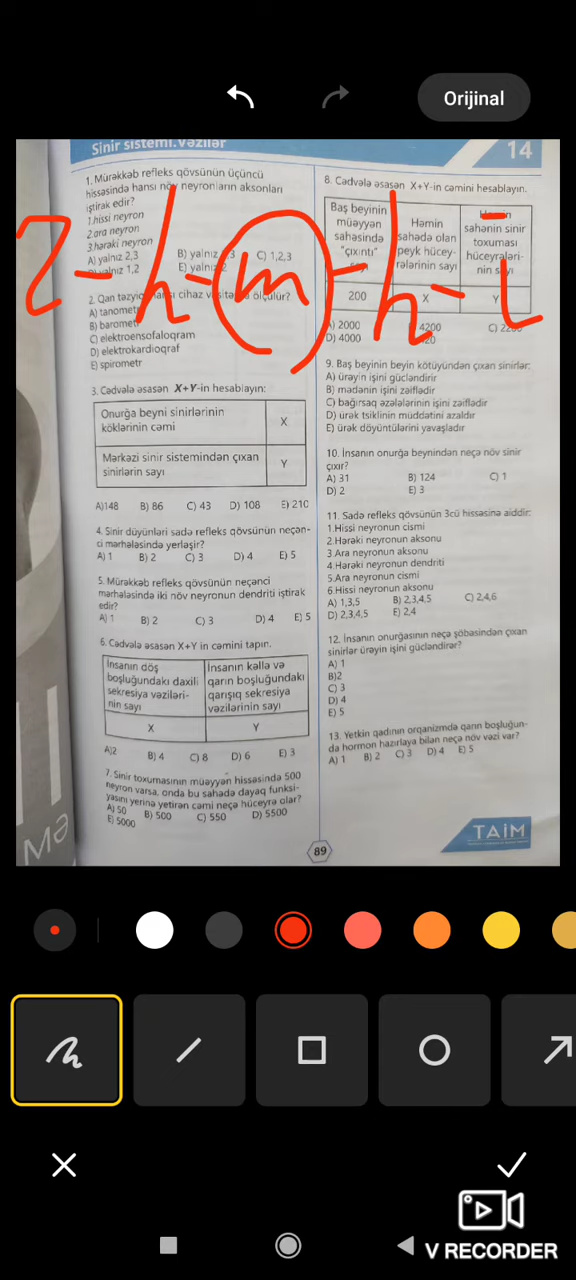 Orijinal
Sinir sistemi.Vəzilər
14
1. Mürəkkəb refleks qövsünün üçüncü
hissəsində hansı növ neyronların aksonları
iştirak edir?
1.hissi neyron
2.ara neyron
3.hərəki neyron
A) yalnız 2,3
B) yalnız
C) 1,2,3
yalnız 1,2
E) yalnız 2
2. Qan təzyiqi hansı cihaz vasitəsilə ölçülür?
A) tanometr
B) barometr
C) elektroensofaloqram
D) elektrokardioqraf
E) spirometr
3. Cədvələ əsasən X+Y-in hesablayın:
Onurğa beyni sinirlərinin
köklərinin cəmi
X
Mərkəzi sinir sistemindən çıxan
sinirlərin sayı
Y
A)148 B) 86 C) 43 D) 108 E) 210
4. Sinir düyünləri sadə refleks qövsünün neçən-
ci mərhələsində yerləşir?
A) 1 B) 2 C) 3 D) 4 E) 5
5. Mürəkkəb refleks qövsünün neçənci
mərhələsində iki növ neyronun dendriti iştirak
edir?
A) 1 B) 2 C) 3 D) 4 E) 5
6. Cədvələ əsasən X+Y in cəmini tapın.
İnsanın döş
boşluğundakı daxili
sekresiya vəziləri-
nin sayı
İnsanın kəllə və
qarın boşluğundakı
qarışıq sekresiya
vəzilərinin sayı
X
Y
A)2 B) 4 C) 8 D) 6 E) 3
7. Sinir toxumasının müəyyən hissəsində 500
neyron varsa, onda bu sahədə dayaq funksi-
yasını yerinə yetirən cəmi neçə hüceyrə olar?
A) 50 B) 500 C) 550 D) 5500
E) 5000
8. Cədvələ əsasən X+Y-in cəmini hesablayın.
Baş beyinin
müəyyən
sahəsində
"çıxıntı"
Həmin
sahədə olan
peyk hücey-
rələrinin sayı
Həmin
sahənin sinir
toxuması
hüceyrələri-
nin sayı
200
X
Y
A) 2000
4200
C) 2200
D) 4000
9. Baş beyinin beyin kötüyündən çıxan sinirlər:
A) ürəyin işini gücləndirir
B) mədənin işini zəiflədir
C) bağırsaq əzələlərinin işini zəiflədir
D) ürək tsiklinin müddətini azaldır
E) ürək döyüntülərini yavaşladır
10. İnsanın onurğa beynindən neçə növ sinir
çıxır?
A) 31 B) 124 C) 1
D) 2 E) 3
11. Sadə refleks qövsünün 3cü hissəsinə aiddir:
1.Hissi neyronun cismi
2.Hərəki neyronun aksonu
3.Ara neyronun aksonu
4.Hərəki neyronun dendriti
5.Ara neyronun cismi
6.Hissi neyronun aksonu
A) 1,3,5 B) 2,3,4,5 C) 2,4,6
D) 2,3,4,5 E) 2,4
12. İnsanın onurğasının neçə şöbəsindən çıxan
sinirlər ürəyin işini gücləndirər?
A) 1
B)2
C) 3
D) 4
E) 5
13. Yetkin qadının orqanizmdə qarın boşluğun-
da hormon hazırlaya bilən neçə növ vəzi var?
A) 1 B) 2 C) 3 D) 4 E) 5
TAİM
89
V RECORDER